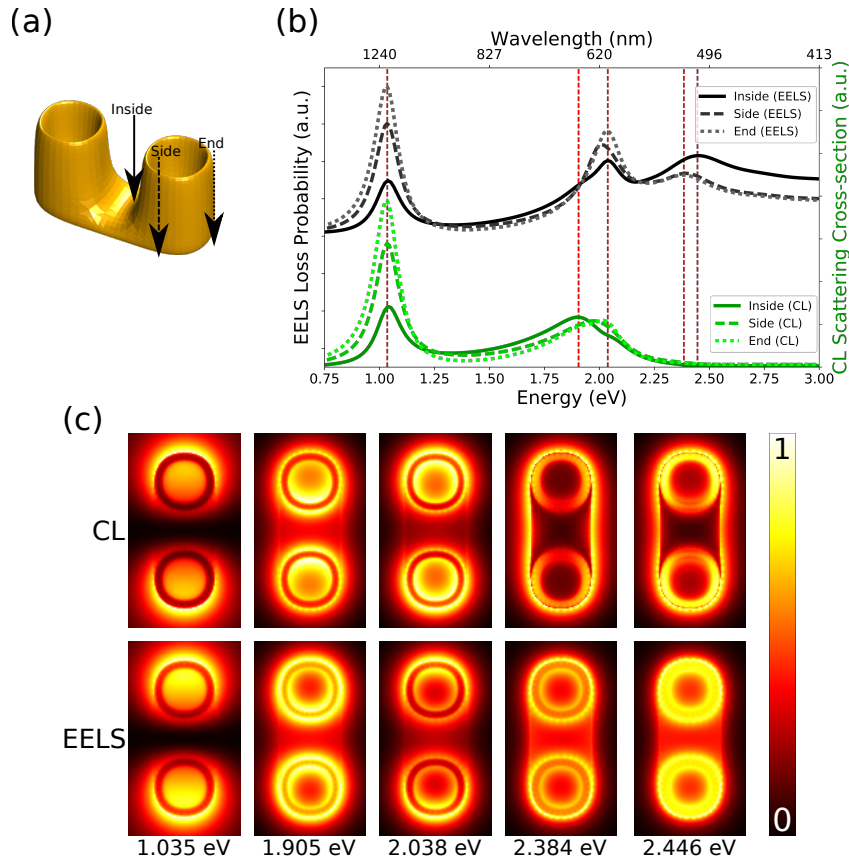 (a)
Inside
Side
End
(b)
Wavelength (nm)
1240 827 620 496 413
EELS Loss Probability (a.u.)
CL Scattering Cross-section (a.u.)
Inside (EELS)
Side (EELS)
End (EELS)
Inside (CL)
Side (CL)
End (CL)
0.75 1.00 1.25 1.50 1.75 2.00 2.25 2.50 2.75 3.00
Energy (eV)
(c)
CL
EELS
1
0
1.035 eV 1.905 eV 2.038 eV 2.384 eV 2.446 eV